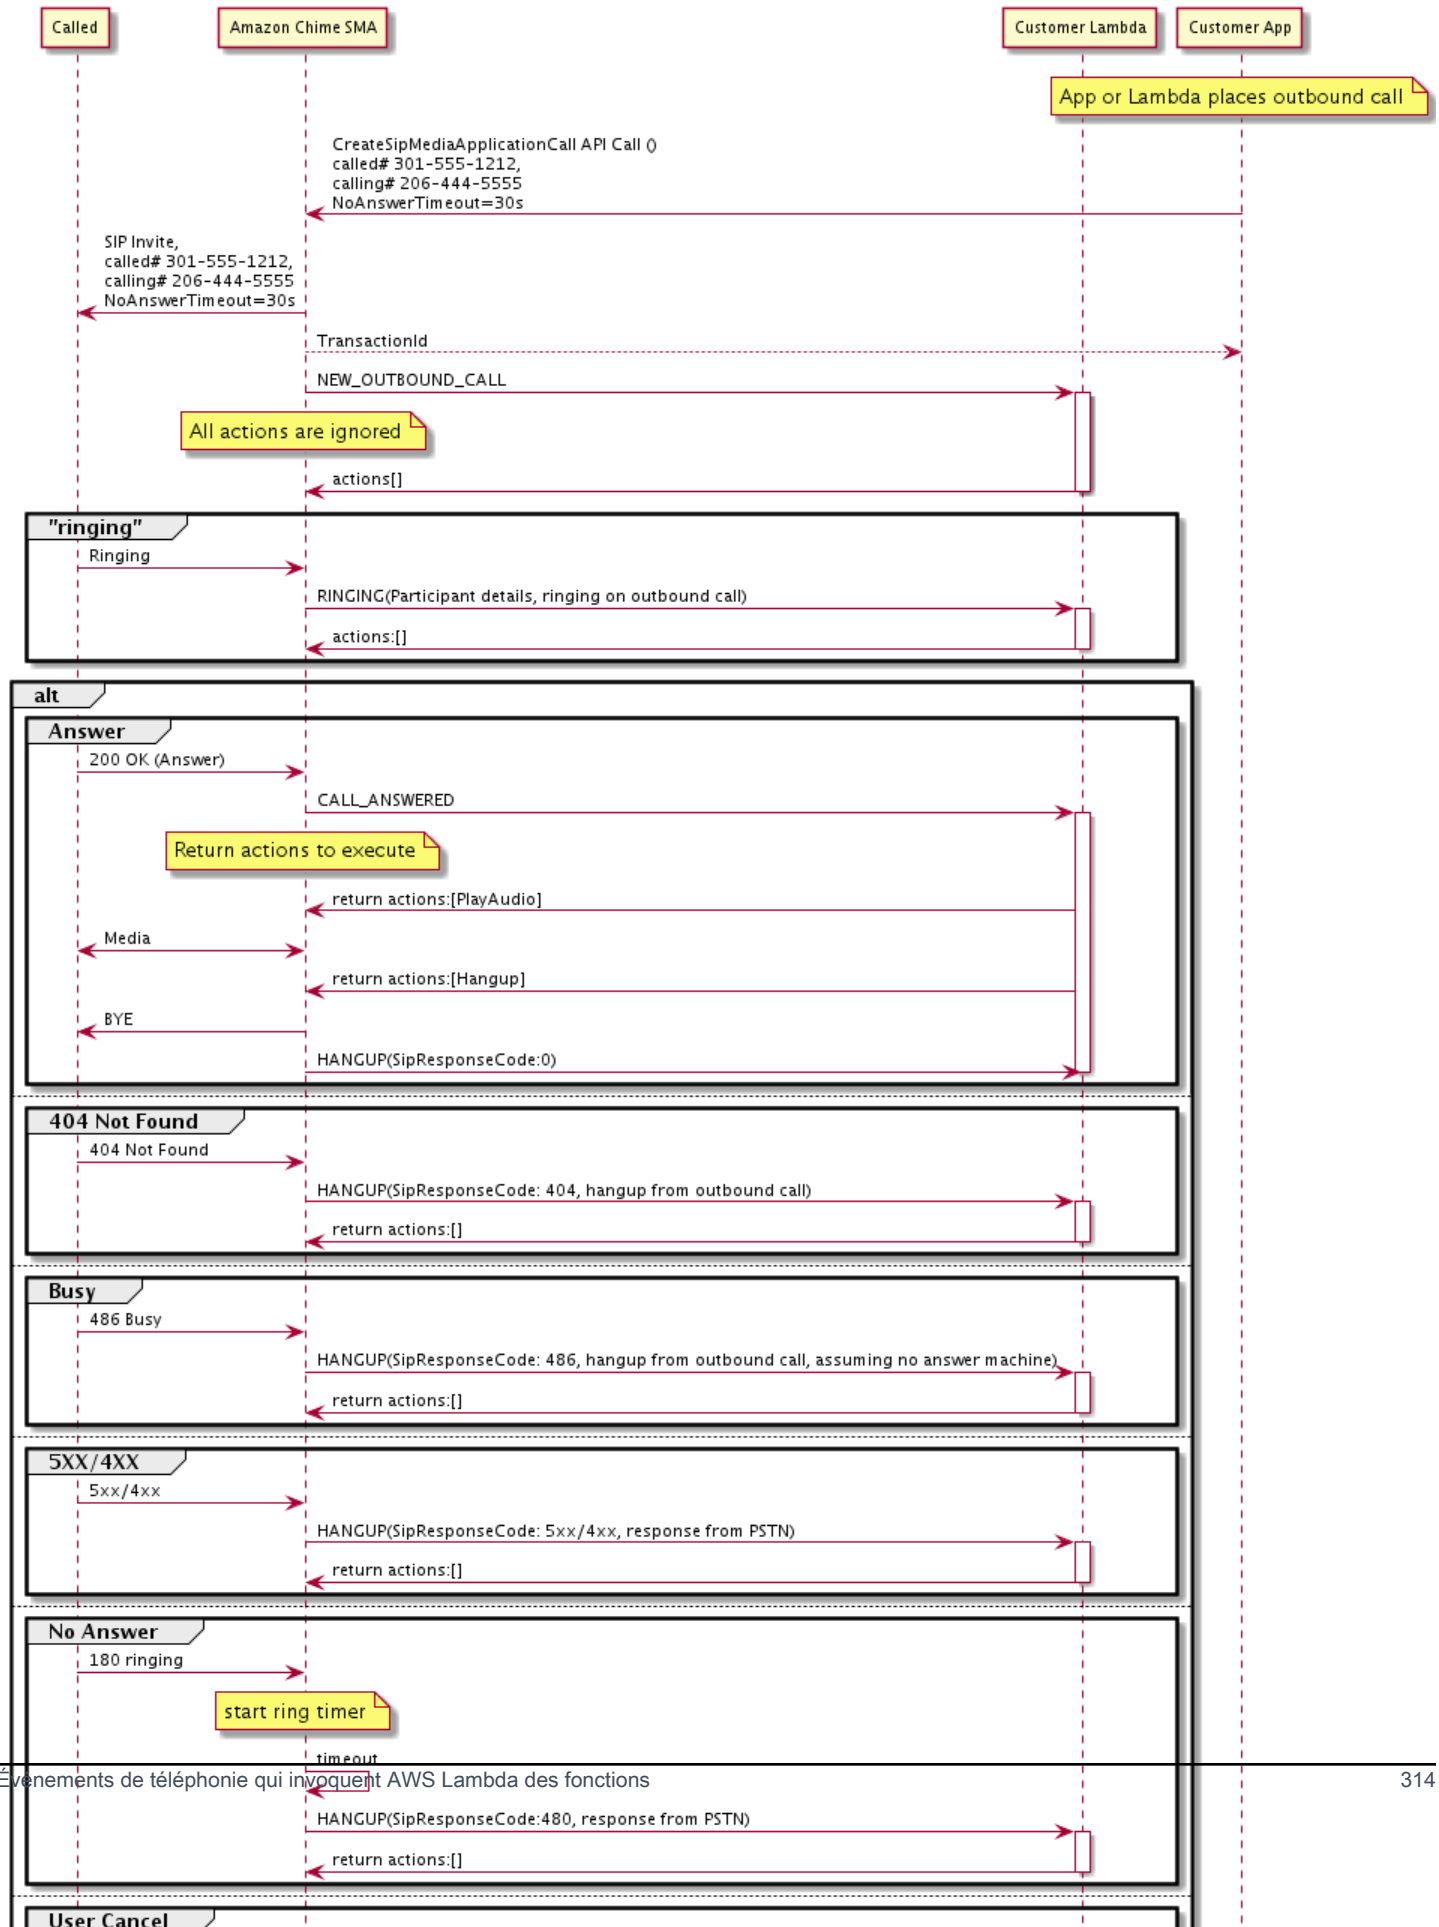 Called
Amazon Chime SMA
Customer Lambda
Customer App
App or Lambda places outbound call
CreateSipMediaApplicationCall API Call ()
called# 301-555-1212,
calling# 206-444-5555
NoAnswerTimeout=30s
SIP Invite,
called# 301-555-1212,
calling# 206-444-5555
NoAnswerTimeout=30s
TransactionId
NEW_OUTBOUND_CALL
All actions are ignored
actions[]
"ringing"
Ringing
RINGING(Participant details, ringing on outbound call)
actions:[]
alt
Answer
200 OK (Answer)
CALL_ANSWERED
Return actions to execute
return actions:[PlayAudio]
Media
return actions:[Hangup]
BYE
HANGUP(SipResponseCode:0)
404 Not Found
404 Not Found
HANGUP(SipResponseCode: 404, hangup from outbound call)
return actions:[]
Busy
486 Busy
HANGUP(SipResponseCode: 486, hangup from outbound call, assuming no answer machine)
return actions:[]
5XX/4XX
5xx/4xx
HANGUP(SipResponseCode: 5xx/4xx, response from PSTN)
return actions:[]
No Answer
180 ringing
start ring timer
timeout
Évenements de téléphonie qui invoquent AWS Lambda des fonctions 314
HANGUP(SipResponseCode:480, response from PSTN)
return actions:[]
User Cancel